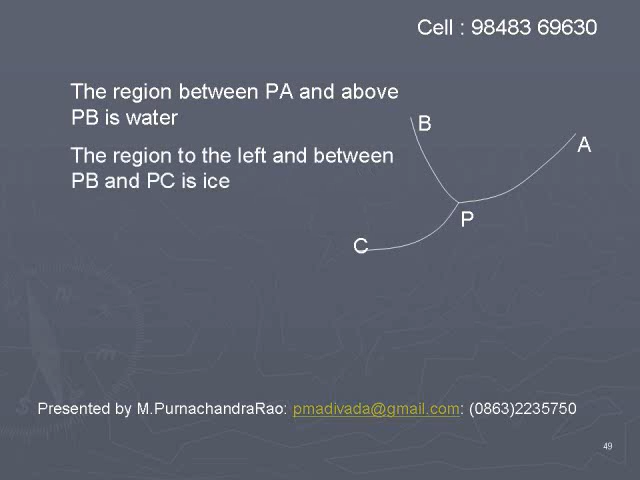 Cell : 98483 69630
The region between PA and above
PB is water
The region to the left and between
PB and PC is ice
B
A
P
C
Presented by M.PurnachandraRao: pmadivada@gmail.com: (0863)2235750
49